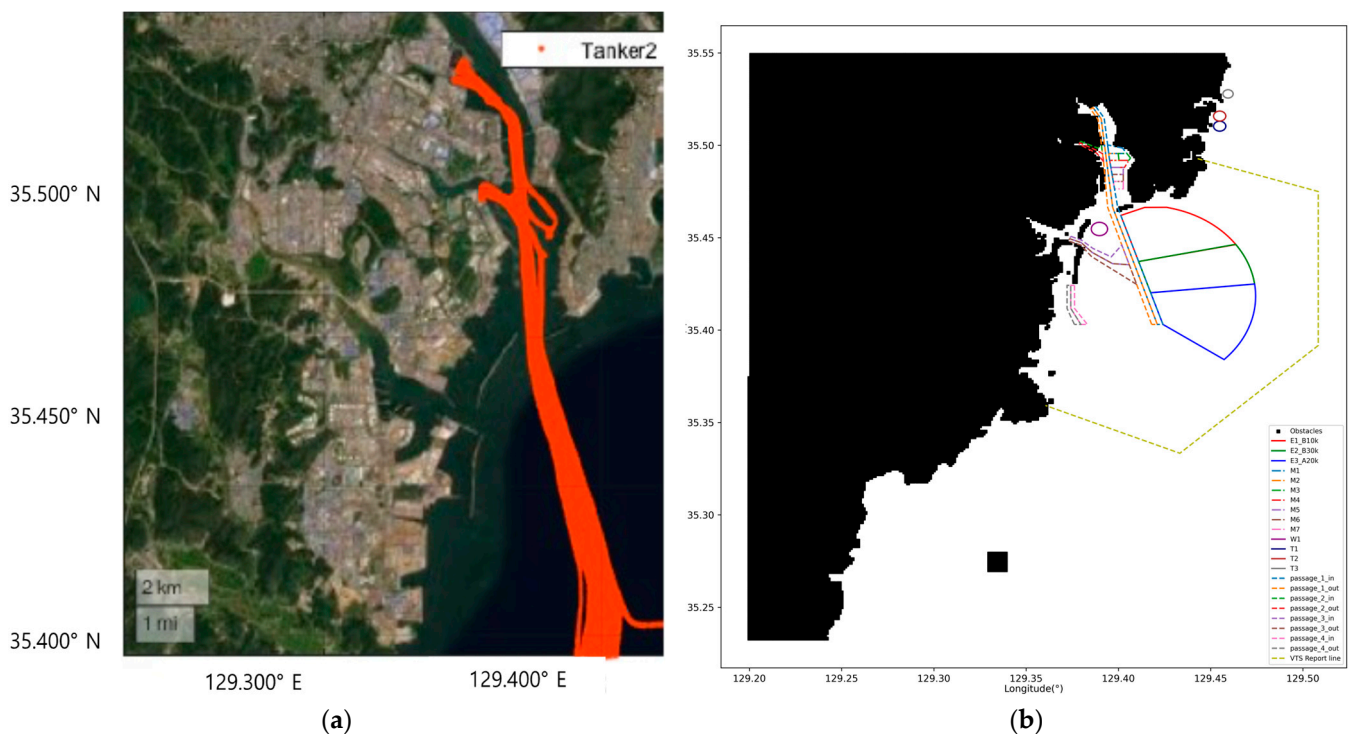 Tanker2
35.500° N
35.450° N
35.400° N
2 km
1 mi
129.300° E
129.400° E
(a)
35.55
35.50
35.45
35.40
35.35
35.30
35.25
129.20
129.25
129.30
129.35
129.40
129.45
129.50
Longitude(°)
Obstacles
E1_B10k
E2_B30k
E3_A20k
M1
M2
M3
M4
M5
M6
M7
W1
T1
T2
T3
passage_1_in
passage_1_out
passage_2_in
passage_2_out
passage_3_in
passage_3_out
passage_4_in
passage_4_out
VTS Report line
(b)